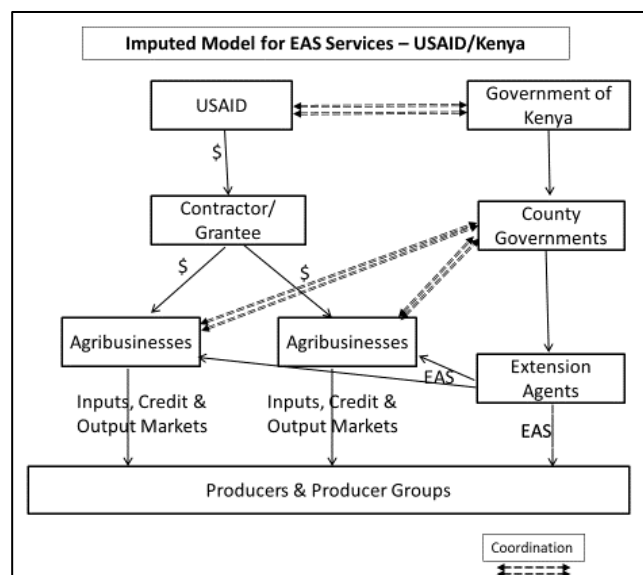 Imputed Model for EAS Services – USAID/Kenya
USAID
Government of
Kenya
$
Contractor/
Grantee
County
Governments
$
$
Agribusinesses
Agribusinesses
Extension
Agents
EAS
Inputs, Credit &
Output Markets
Inputs, Credit &
Output Markets
EAS
Producers & Producer Groups
Coordination